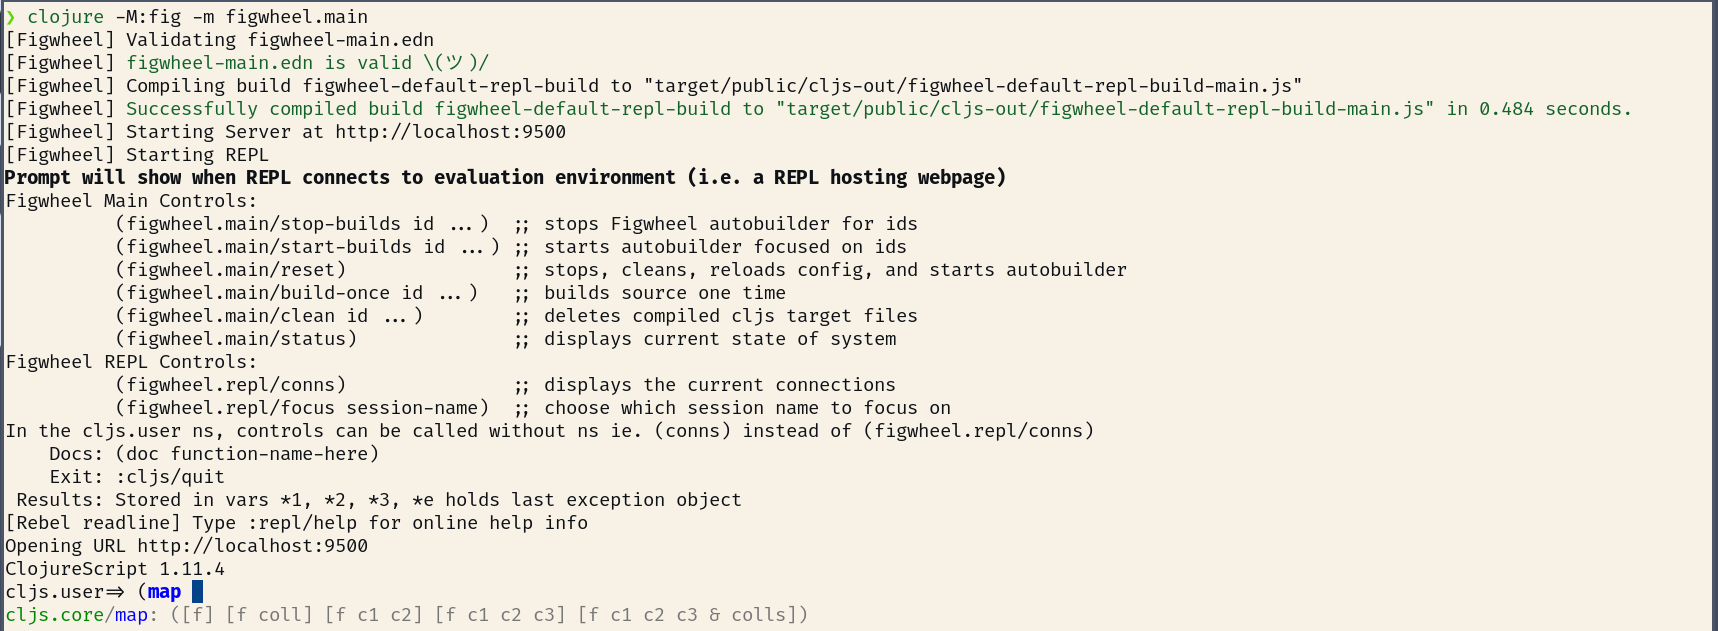 ❯ clojure -M:fig -m figwheel.main
[Figwheel] Validating figwheel-main.edn
[Figwheel] figwheel-main.edn is valid \(ツ)/
[Figwheel] Compiling build figwheel-default-repl-build to "target/public/cljs-out/figwheel-default-repl-build-main.js"
[Figwheel] Successfully compiled build figwheel-default-repl-build to "target/public/cljs-out/figwheel-default-repl-build-main.js" in 0.484 seconds.
[Figwheel] Starting Server at http://localhost:9500
[Figwheel] Starting REPL
Prompt will show when REPL connects to evaluation environment (i.e. a REPL hosting webpage)
Figwheel Main Controls:
          (figwheel.main/stop-builds id ...)  ;; stops Figwheel autobuilder for ids
          (figwheel.main/start-builds id ...) ;; starts autobuilder focused on ids
          (figwheel.main/reset)               ;; stops, cleans, reloads config, and starts autobuilder
          (figwheel.main/build-once id ...)   ;; builds source one time
          (figwheel.main/clean id ...)        ;; deletes compiled cljs target files
          (figwheel.main/status)              ;; displays current state of system
Figwheel REPL Controls:
          (figwheel.repl/conns)               ;; displays the current connections
          (figwheel.repl/focus session-name)  ;; choose which session name to focus on
In the cljs.user ns, controls can be called without ns ie. (conns) instead of (figwheel.repl/conns)
    Docs: (doc function-name-here)
    Exit: :cljs/quit
 Results: Stored in vars *1, *2, *3, *e holds last exception object
[Rebel readline] Type :repl/help for online help info
Opening URL http://localhost:9500
ClojureScript 1.11.4
cljs.user=> (map
cljs.core/map: ([f] [f coll] [f c1 c2] [f c1 c2 c3] [f c1 c2 c3 & colls])